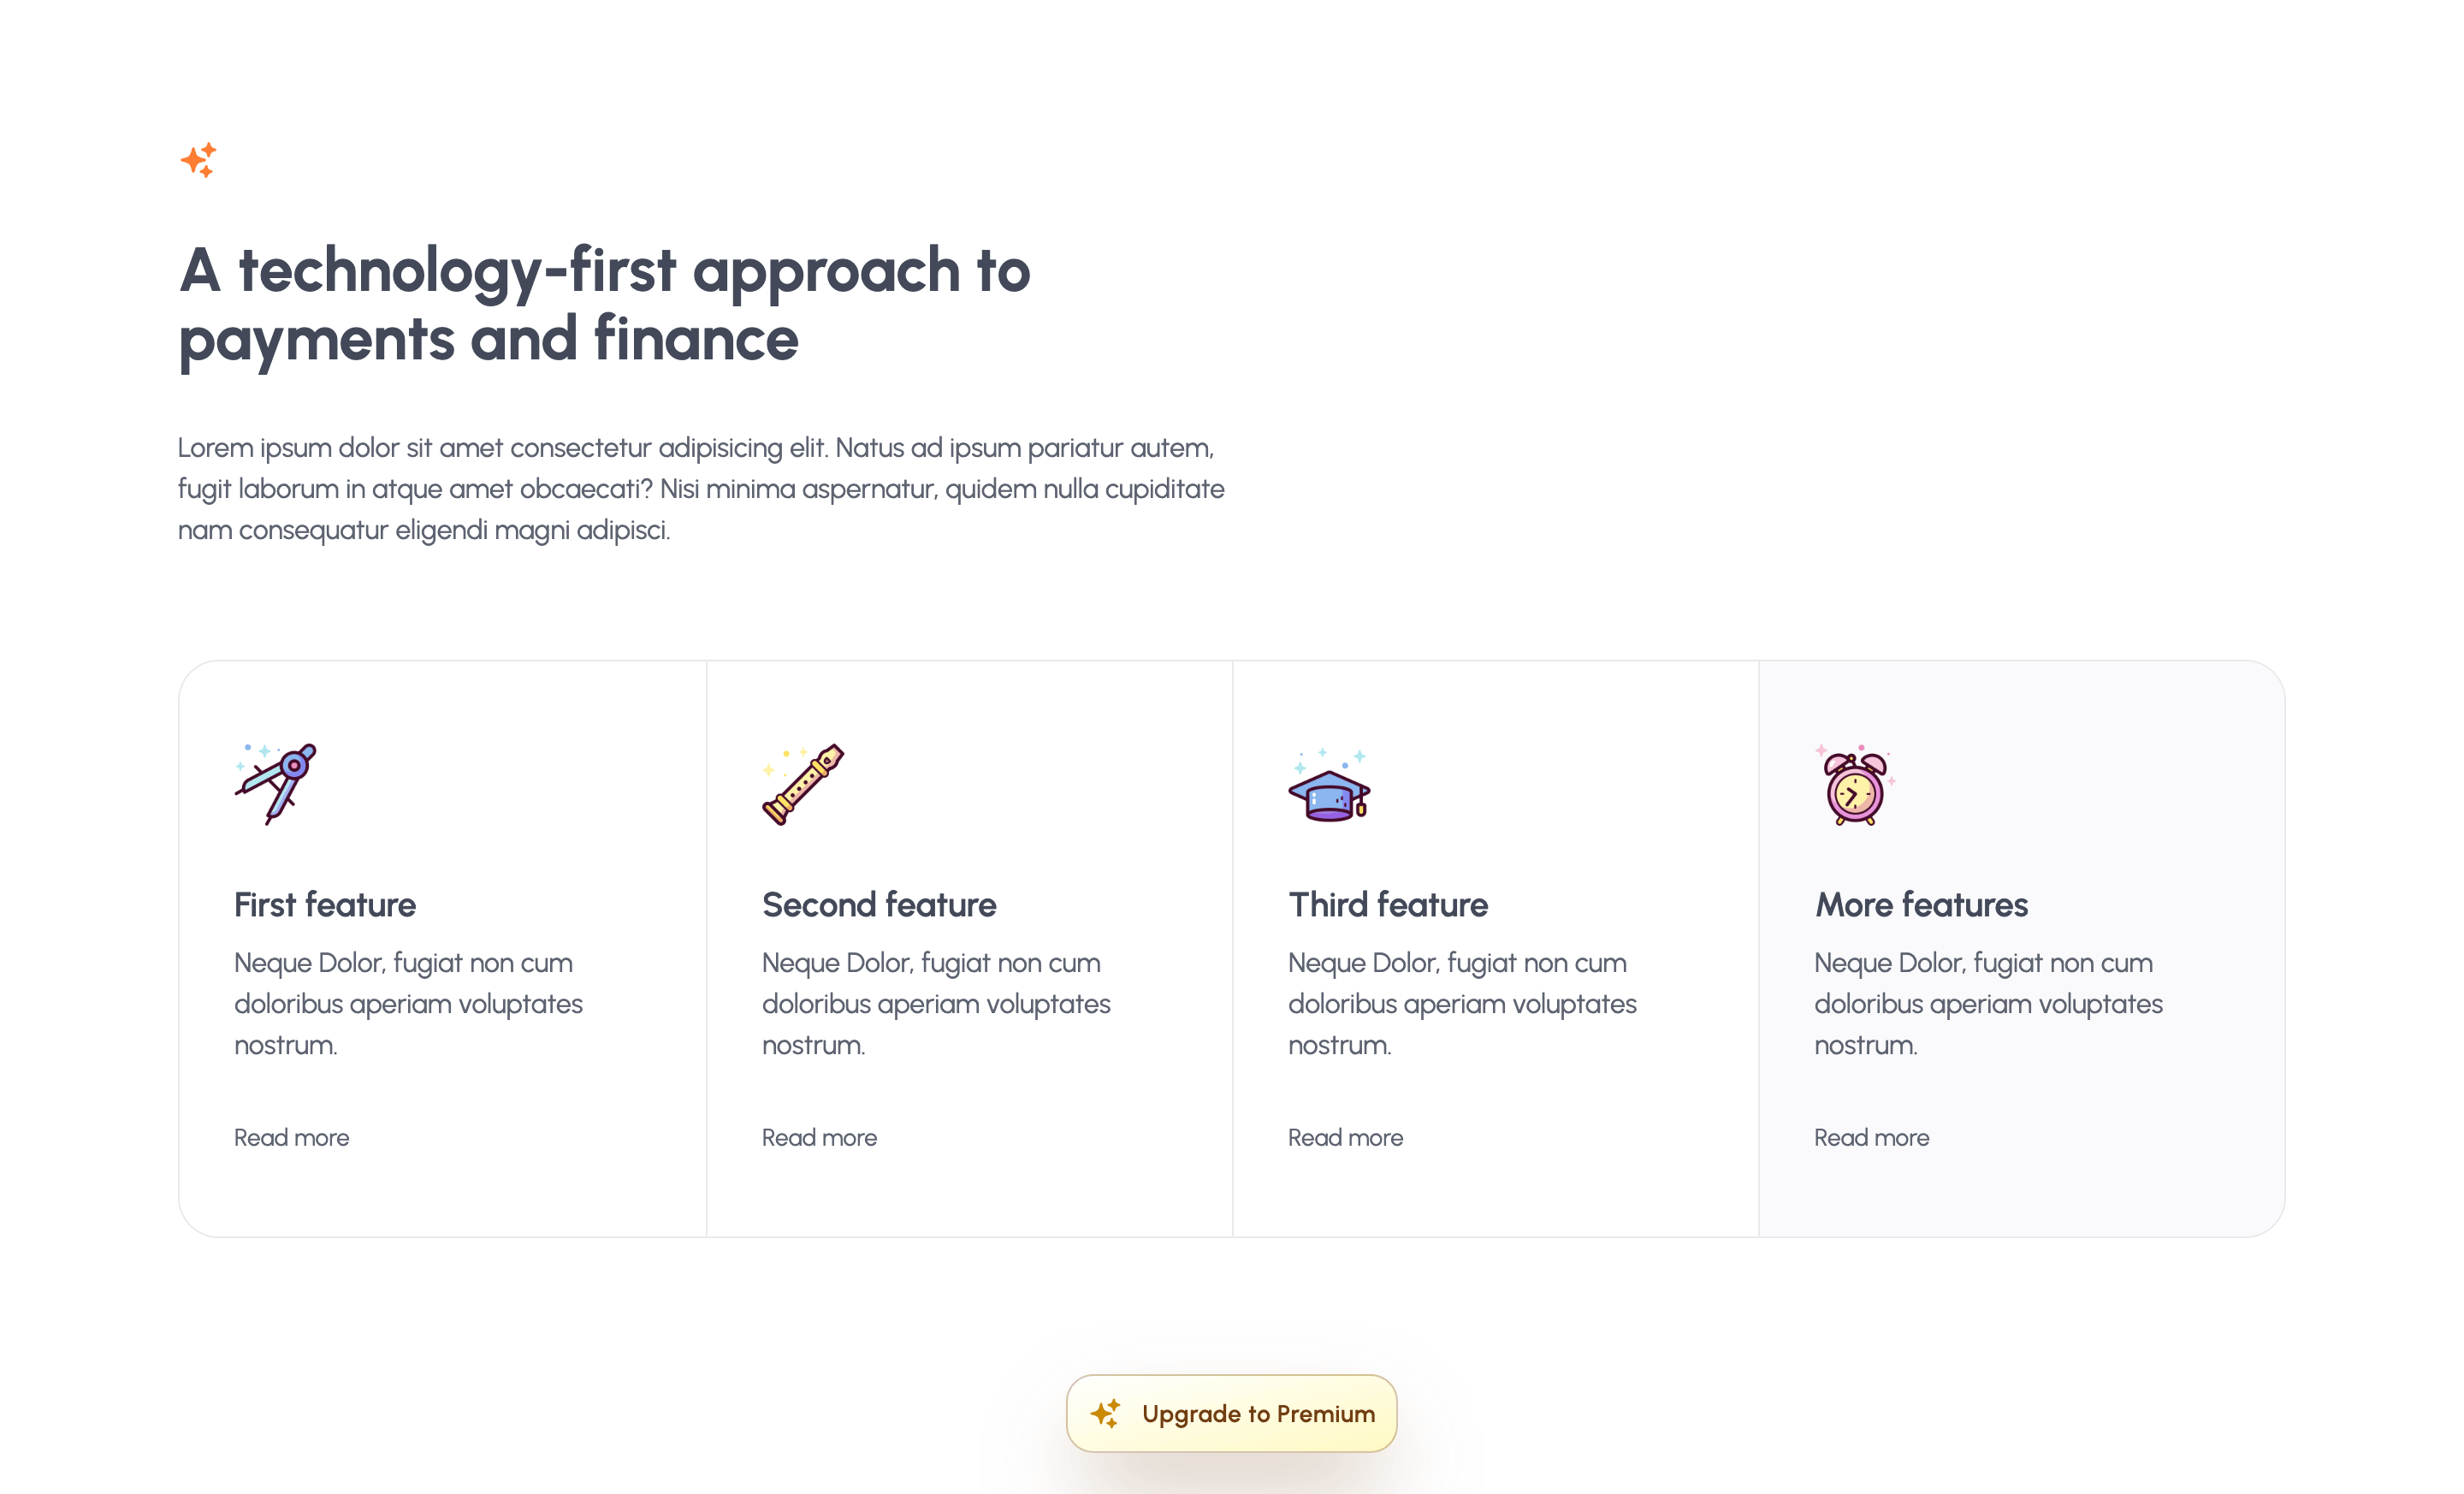 A technology-first approach to
payments and finance
Lorem ipsum dolor sit amet consectetur adipisicing elit. Natus ad ipsum pariatur autem,
fugit laborum in atque amet obcaecati? Nisi minima aspernatur, quidem nulla cupiditate
nam consequatur eligendi magni adipisci.
First feature
Neque Dolor, fugiat non cum
doloribus aperiam voluptates
nostrum.
Read more
Second feature
Neque Dolor, fugiat non cum
doloribus aperiam voluptates
nostrum.
Read more
Third feature
Neque Dolor, fugiat non cum
doloribus aperiam voluptates
nostrum.
Read more
More features
Neque Dolor, fugiat non cum
doloribus aperiam voluptates
nostrum.
Read more
Upgrade to Premium